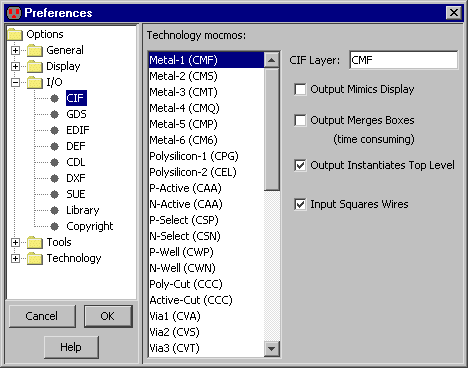 Preferences
Options
General
Display
I/O
CIF
GDS
EDIF
DEF
CDL
DXF
SUE
Library
Copyright
Tools
Technology
Cancel
OK
Help
Technology mocmos:
Metal-1 (CMF)
Metal-2 (CMS)
Metal-3 (CMT)
Metal-4 (CMQ)
Metal-5 (CMP)
Metal-6 (CM6)
Polysilicon-1 (CPG)
Polysilicon-2 (CEL)
P-Active (CAA)
N-Active (CAA)
P-Select (CSP)
N-Select (CSN)
P-Well (CWP)
N-Well (CWN)
Poly-Cut (CCC)
Active-Cut (CCC)
Via1 (CVA)
Via2 (CVS)
Via3 (CVT)
CIF Layer: CMF
Output Mimics Display
Output Merges Boxes
(time consuming)
Output Instantiates Top Level
Input Squares Wires